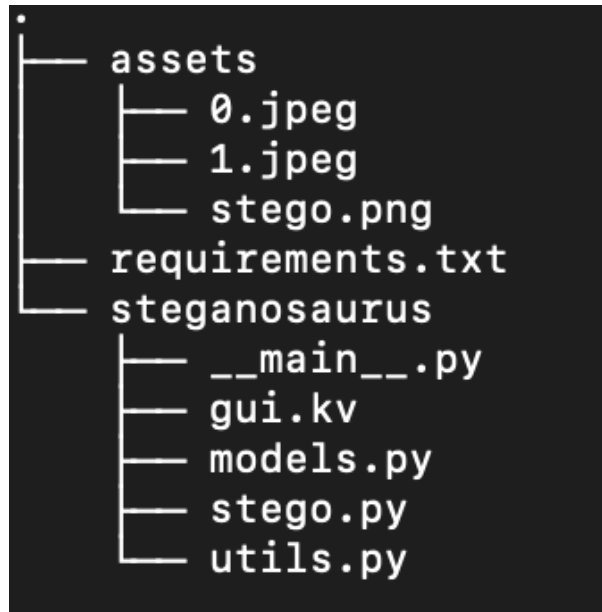 .
├── assets
│   ├── 0.jpeg
│   ├── 1.jpeg
│   └── stego.png
├── requirements.txt
└── steganosaurus
    ├── __main__.py
    ├── gui.kv
    ├── models.py
    ├── stego.py
    └── utils.py